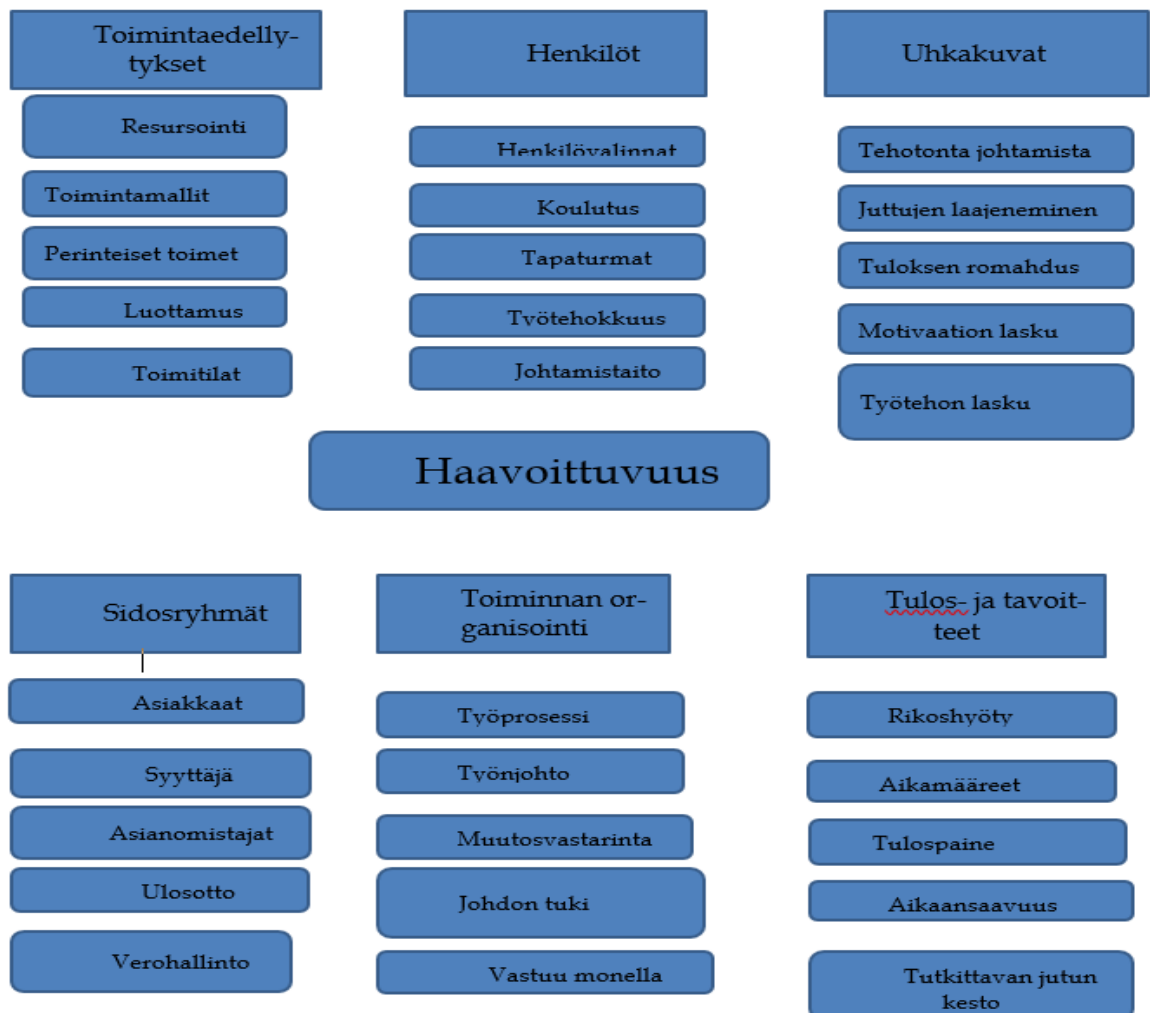 Toimintaedelly-
tykset
Resursointi
Toimintamallit
Perinteiset toimet
Luottamus
Toimitilat
Henkilöt
Henkilövalinnat
Koulutus
Tapaturmat
Työtehokkuus
Johtamistaito
Uhkakuvat
Tehotonta johtamista
Juttujen laajeneminen
Tuloksen romahdus
Motivaation lasku
Työtehon lasku
Haavoittuvuus
Sidosryhmät
Asiakkaat
Syyttäjä
Asianomistajat
Ulosotto
Verohallinto
Toiminnan or-
ganisointi
Työprosessi
Työnjohto
Muutosvastarinta
Johdon tuki
Vastuu monella
Tulos- ja tavoit-
teet
Rikoshyöty
Aikamääreet
Tulospaine
Aikaansaavuus
Tutkittavan jutun
kesto